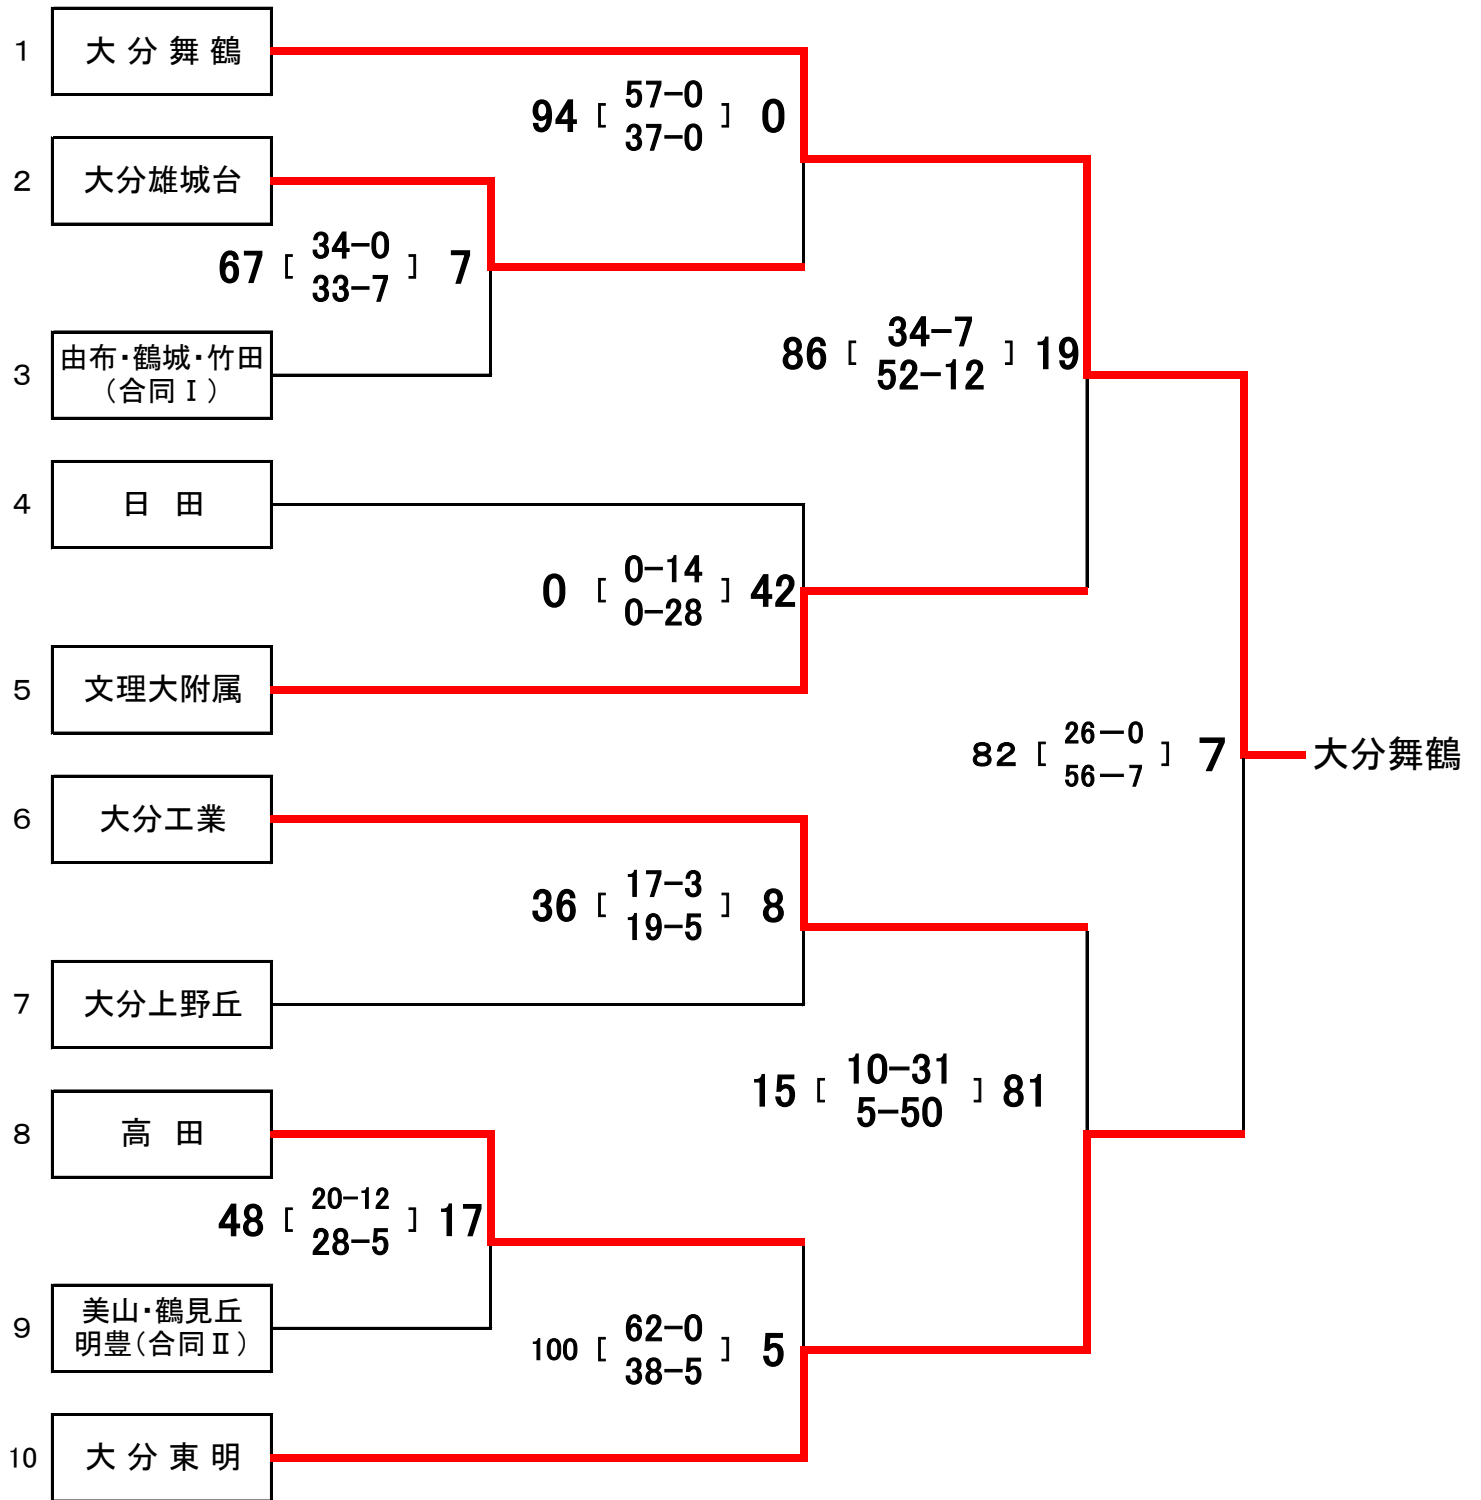 1 大分舞鶴
94 [ 57-0 ] 0
37-0
2 大分雄城台
67 [ 34-0 ] 7
33-7
3 由布・鶴城・竹田
(合同Ⅰ)
86 [ 34-7 ] 19
52-12
4 日田
0 [ 0-14 ] 42
0-28
5 文理大附属
82 [ 26-0 ] 7
56-7
大分舞鶴
6 大分工業
36 [ 17-3 ] 8
19-5
7 大分上野丘
15 [ 10-31 ] 81
5-50
8 高田
48 [ 20-12 ] 17
28-5
9 美山・鶴見丘
明豊(合同Ⅱ)
100 [ 62-0 ] 5
38-5
10 大分東明